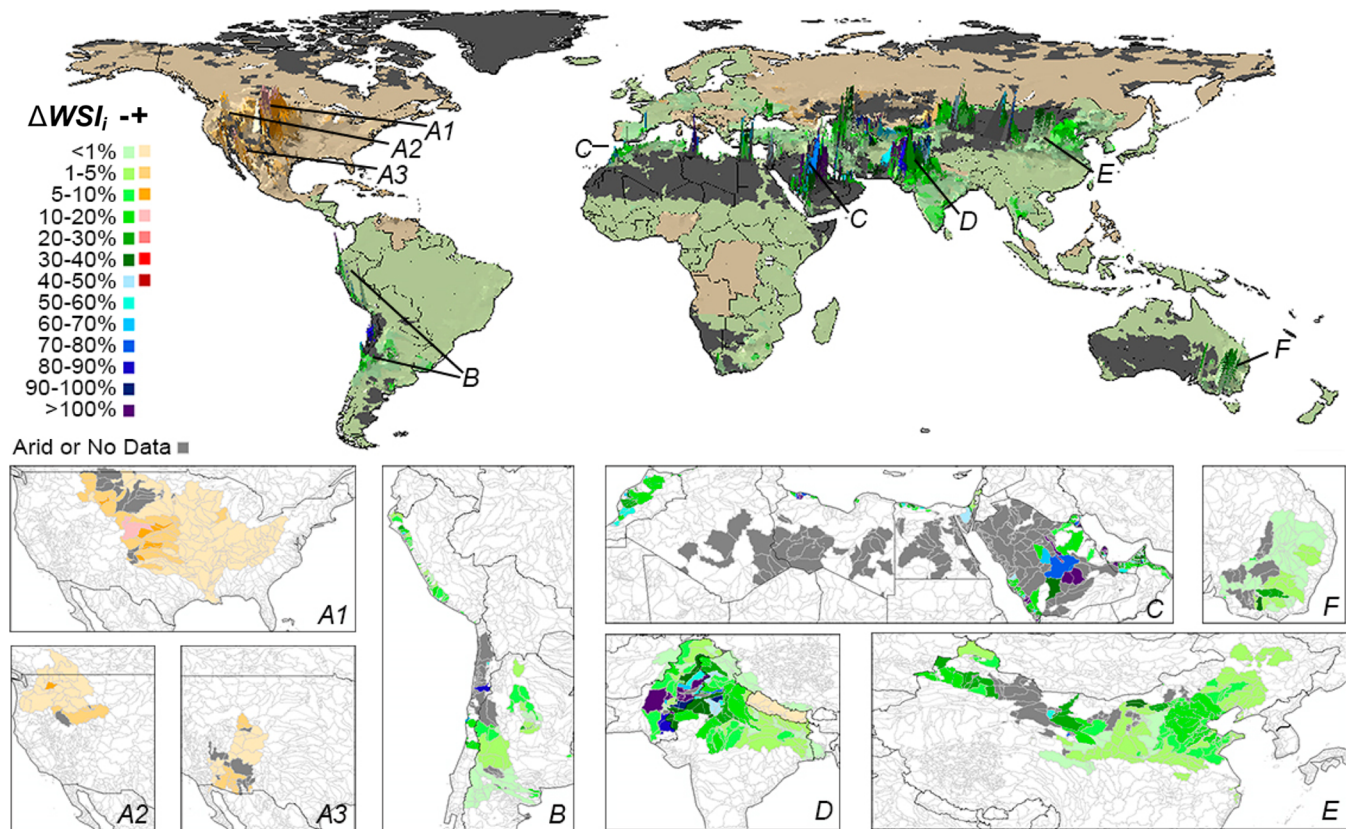 A1
A2
A3
C
C
D
E
B
F
ΔWSIi -+
<1%
1-5%
5-10%
10-20%
20-30%
30-40%
40-50%
50-60%
60-70%
70-80%
80-90%
90-100%
>100%
Arid or No Data
A1
A2
A3
B
C
D
E
F